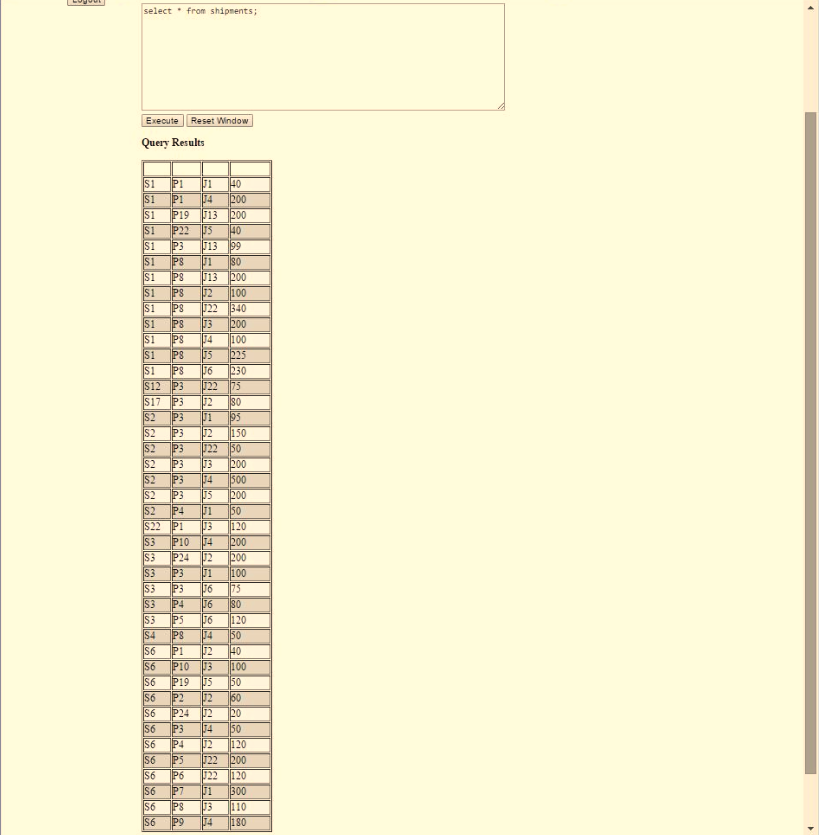 Logout
select * from shipments;
Execute Reset Window
Query Results
S1 P1 J1 40
S1 P1 J4 200
S1 P19 J13 200
S1 P22 J5 40
S1 P3 J13 99
S1 P8 J1 80
S1 P8 J13 200
S1 P8 J2 100
S1 P8 J22 340
S1 P8 J3 200
S1 P8 J4 100
S1 P8 J5 225
S1 P8 J6 230
S12 P3 J22 75
S17 P3 J2 80
S2 P3 J1 95
S2 P3 J2 150
S2 P3 J22 50
S2 P3 J3 200
S2 P3 J4 500
S2 P3 J5 200
S2 P4 J1 50
S22 P1 J3 120
S3 P10 J4 200
S3 P24 J2 200
S3 P3 J1 100
S3 P3 J6 75
S3 P4 J6 80
S3 P5 J6 120
S4 P8 J4 50
S6 P1 J2 40
S6 P10 J3 100
S6 P19 J5 50
S6 P2 J2 60
S6 P24 J2 20
S6 P3 J4 50
S6 P4 J2 120
S6 P5 J22 200
S6 P6 J22 120
S6 P7 J1 300
S6 P8 J3 110
S6 P9 J4 180